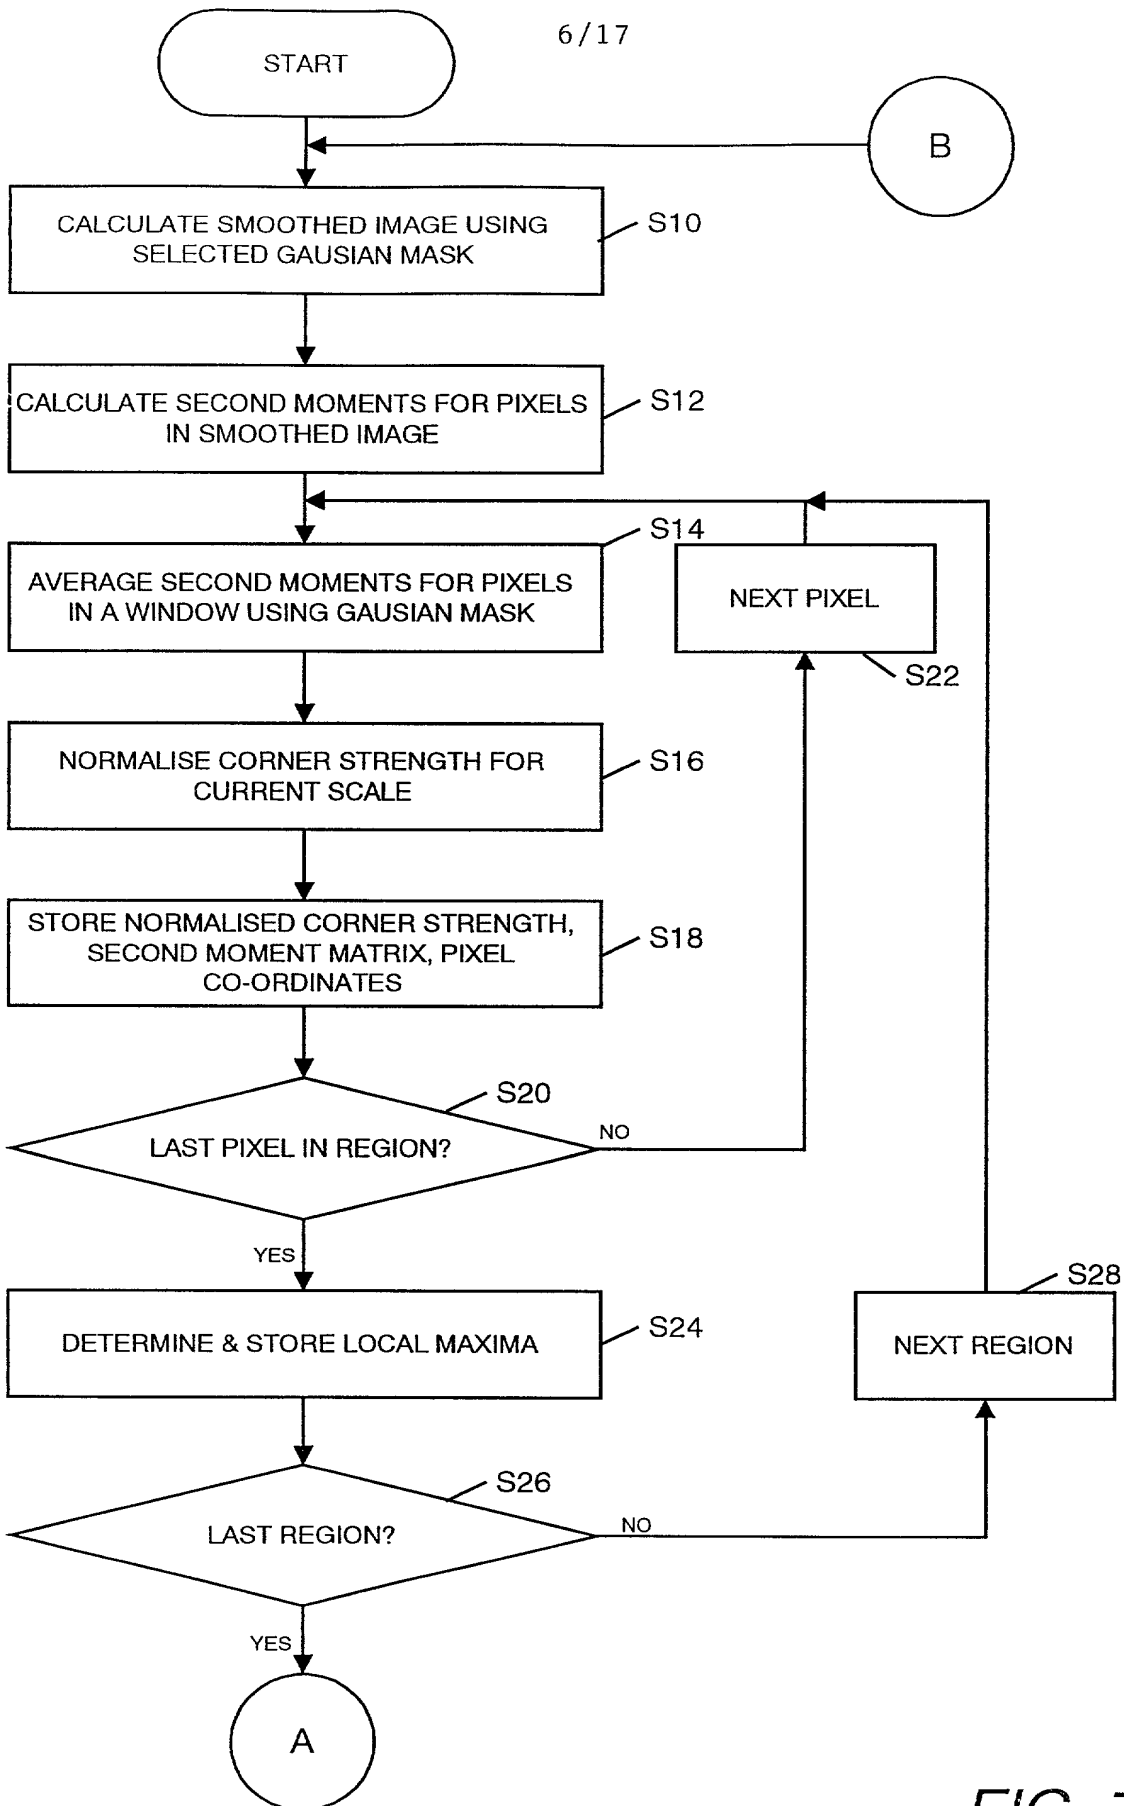 6/17
START
B
CALCULATE SMOOTHED IMAGE USING
SELECTED GAUSIAN MASK
S10
CALCULATE SECOND MOMENTS FOR PIXELS
IN SMOOTHED IMAGE
S12
S14
AVERAGE SECOND MOMENTS FOR PIXELS
IN A WINDOW USING GAUSIAN MASK
NEXT PIXEL
S22
NORMALISE CORNER STRENGTH FOR
CURRENT SCALE
S16
STORE NORMALISED CORNER STRENGTH,
SECOND MOMENT MATRIX, PIXEL
CO-ORDINATES
S18
S20
LAST PIXEL IN REGION?
NO
YES
S28
DETERMINE & STORE LOCAL MAXIMA
S24
NEXT REGION
S26
LAST REGION?
NO
YES
A
FIG.